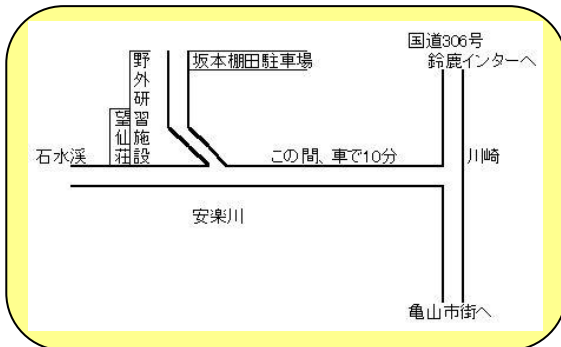 国道306号
鈴鹿インターへ
坂本棚田駐車場
野外研習施設
望仙荘
石水渓
この間、車で10分
川崎
安楽川
亀山市街へ